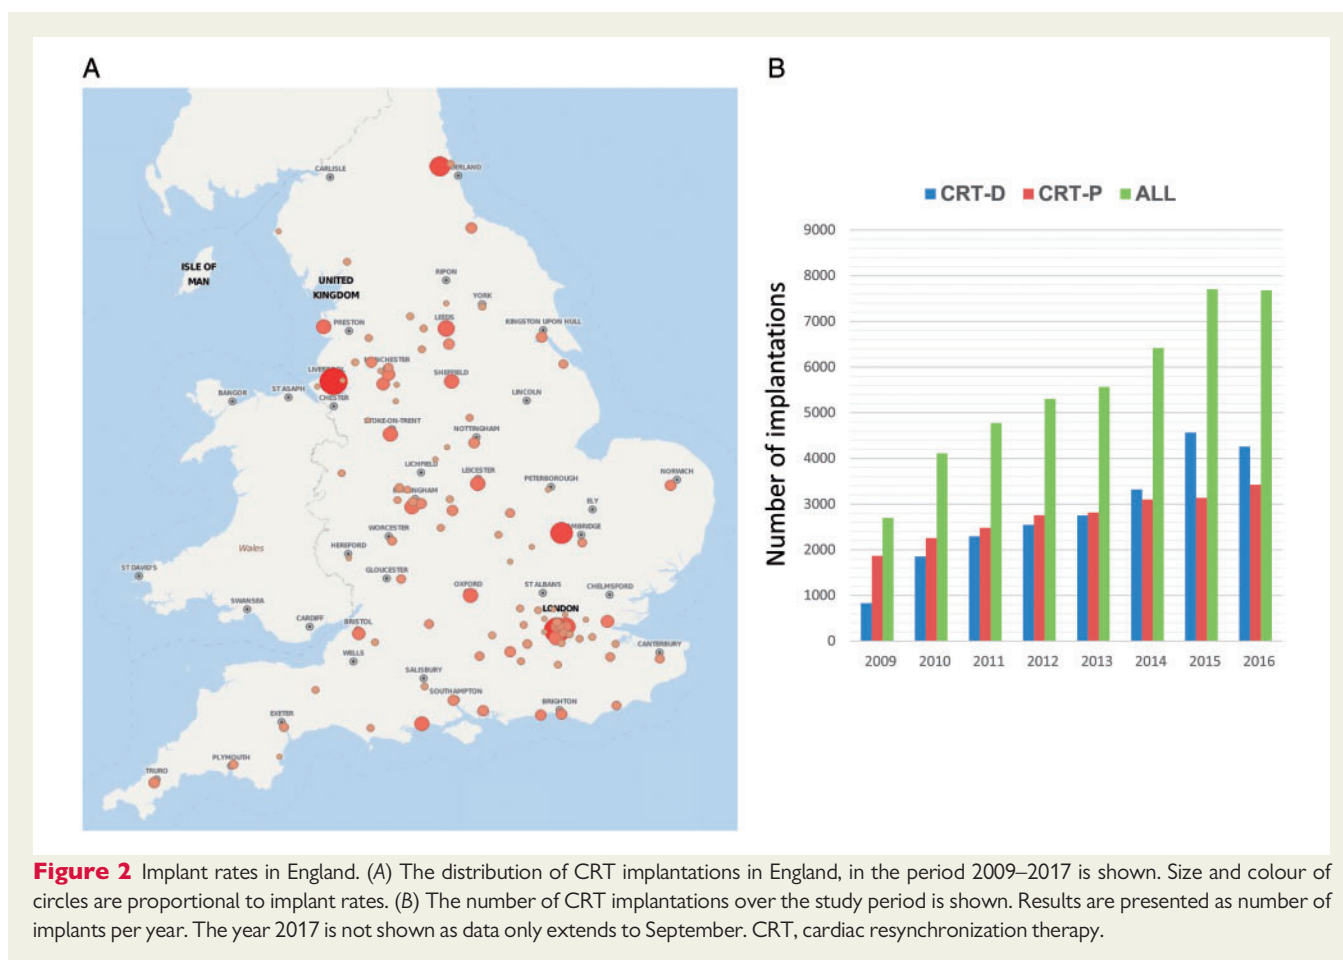 A
CARLISLE
ISLE OF
MAN
UNITED
KINGDOM
RIPON
YORK
PRESTON
LEEDS
KINGSTON UPON HULL
SHEFFIELD
BANGOR
ST ASAPH
CHESTER
LINCOLN
STOKE-ON-TRENT
NOTTINGHAM
LICHFIELD
LEICESTER
PETERBOROUGH
NORWICH
ELY
WORCESTER
HEREFORD
Wales
ST DAVID'S
GLOUCESTER
OXFORD
ST ALBANS
CHELMSFORD
SWANSEA
LONDON
CARDIFF
BRISTOL
CANTERBURY
WELLS
SALISBURY
SOUTHAMPTON
BRIGHTON
EXETER
PLYMOUTH
TRURO
B
CRT-D CRT-P ALL
Number of implantations
9000
8000
7000
6000
5000
4000
3000
2000
1000
0
2009 2010 2011 2012 2013 2014 2015 2016
Figure 2 Implant rates in England. (A) The distribution of CRT implantations in England, in the period 2009–2017 is shown. Size and colour of
circles are proportional to implant rates. (B) The number of CRT implantations over the study period is shown. Results are presented as number of
implants per year. The year 2017 is not shown as data only extends to September. CRT, cardiac resynchronization therapy.